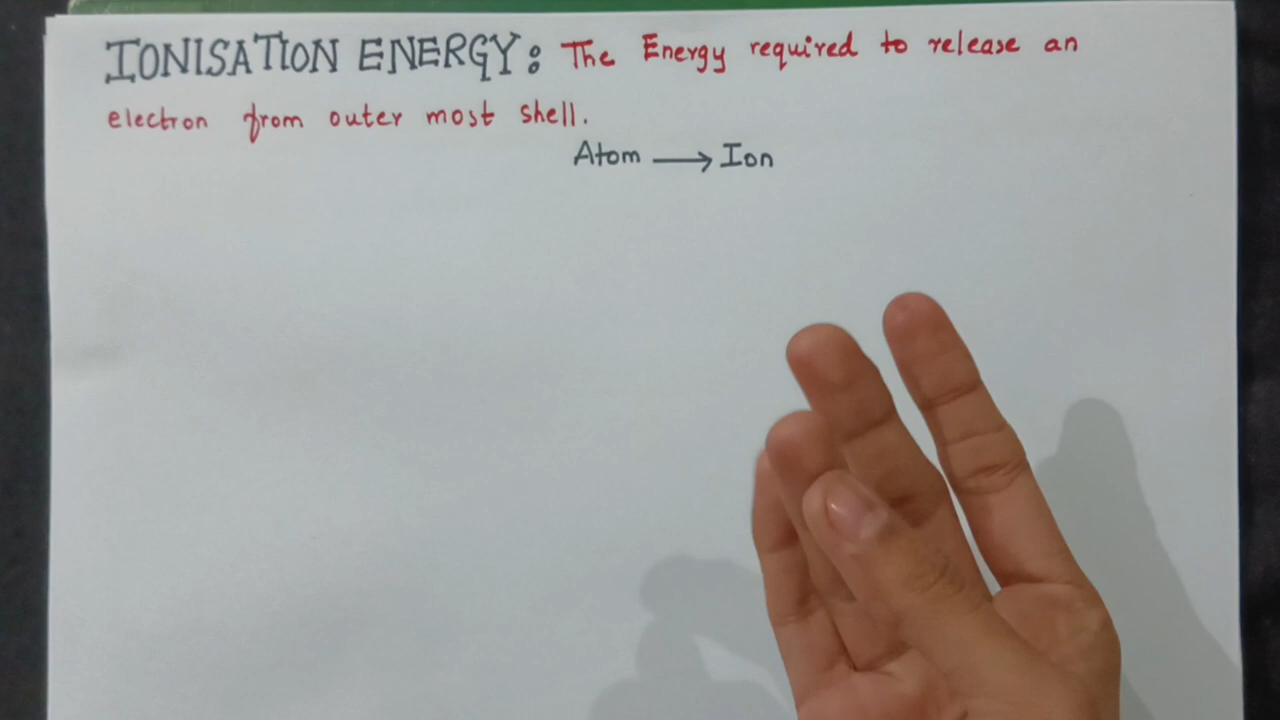 IONISATION ENERGY: The Energy required to release an
electron from outer most shell.
Atom ⟶ Ion